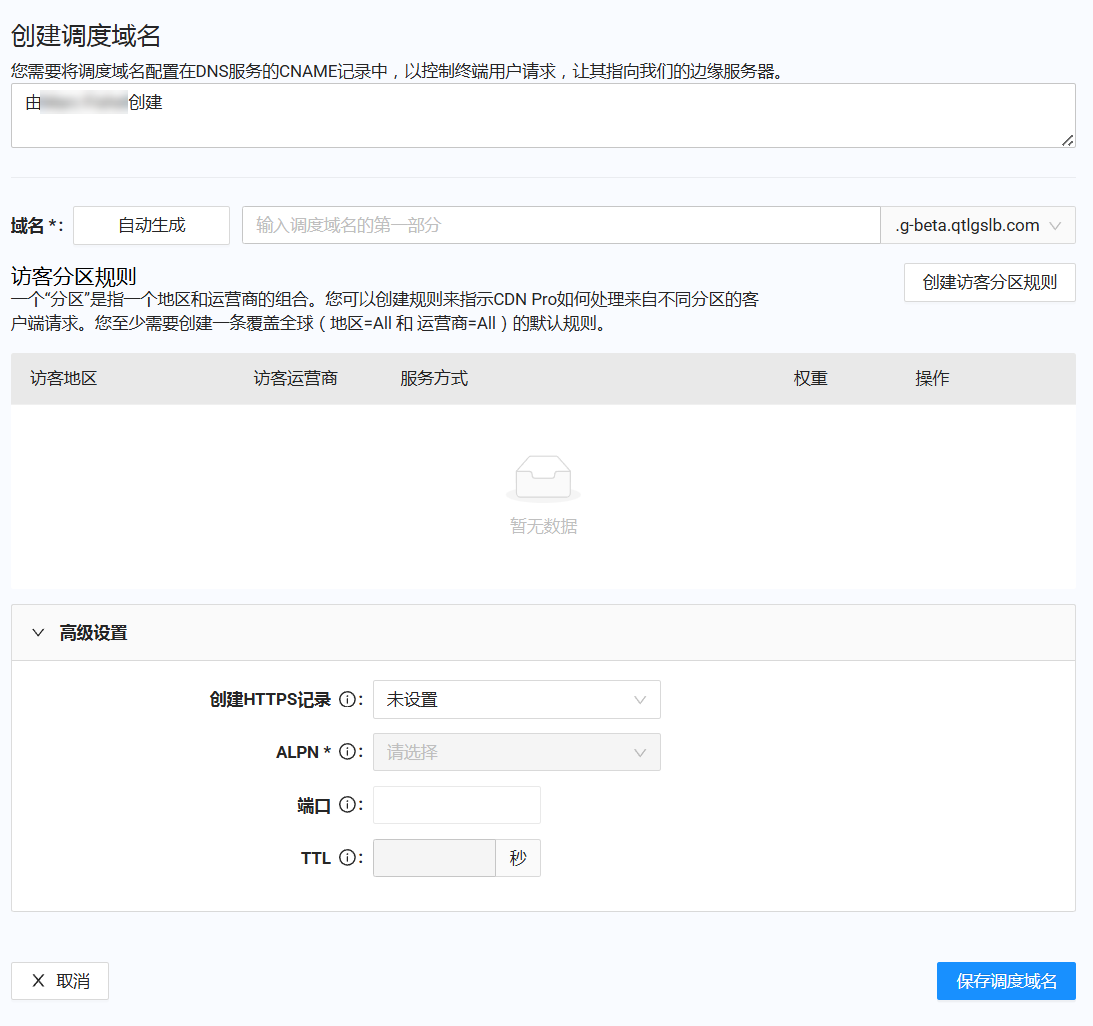 创建调度域名
您需要将调度域名配置在DNS服务的CNAME记录中，以控制终端用户请求，让其指向我们的边缘服务器。
由 创建
域名 *: 自动生成 输入调度域名的第一部分 .g-beta.qtlgslb.com
访客分区规则 创建访客分区规则
一个“分区”是指一个地区和运营商的组合。您可以创建规则来指示CDN Pro如何处理来自不同分区的客
户端请求。您至少需要创建一条覆盖全球（地区=All 和 运营商=All）的默认规则。
访客地区 访客运营商 服务方式 权重 操作
暂无数据
高级设置
创建HTTPS记录 : 未设置
ALPN * : 请选择
端口 :
TTL : 秒
取消 保存调度域名